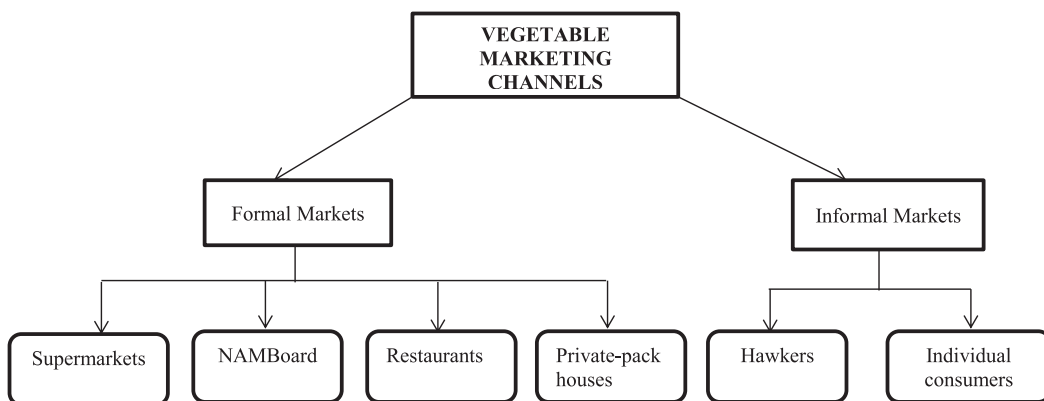 VEGETABLE
MARKETING
CHANNELS
Formal Markets
Informal Markets
Supermarkets
NAMBoard
Restaurants
Private-pack
houses
Hawkers
Individual
consumers